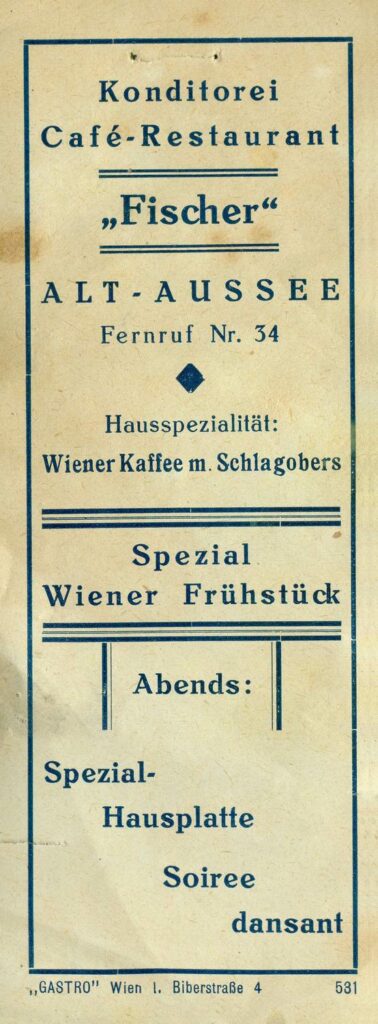 Konditorei
Café-Restaurant
„Fischer“
ALT-AUSSEE
Fernruf Nr. 34
Hausspezialität:
Wiener Kaffee m. Schlagobers
Spezial
Wiener Frühstück
Abends:
Spezial-
Hausplatte
Soiree
dansant
„GASTRO” Wien I. Biberstraße 4 531